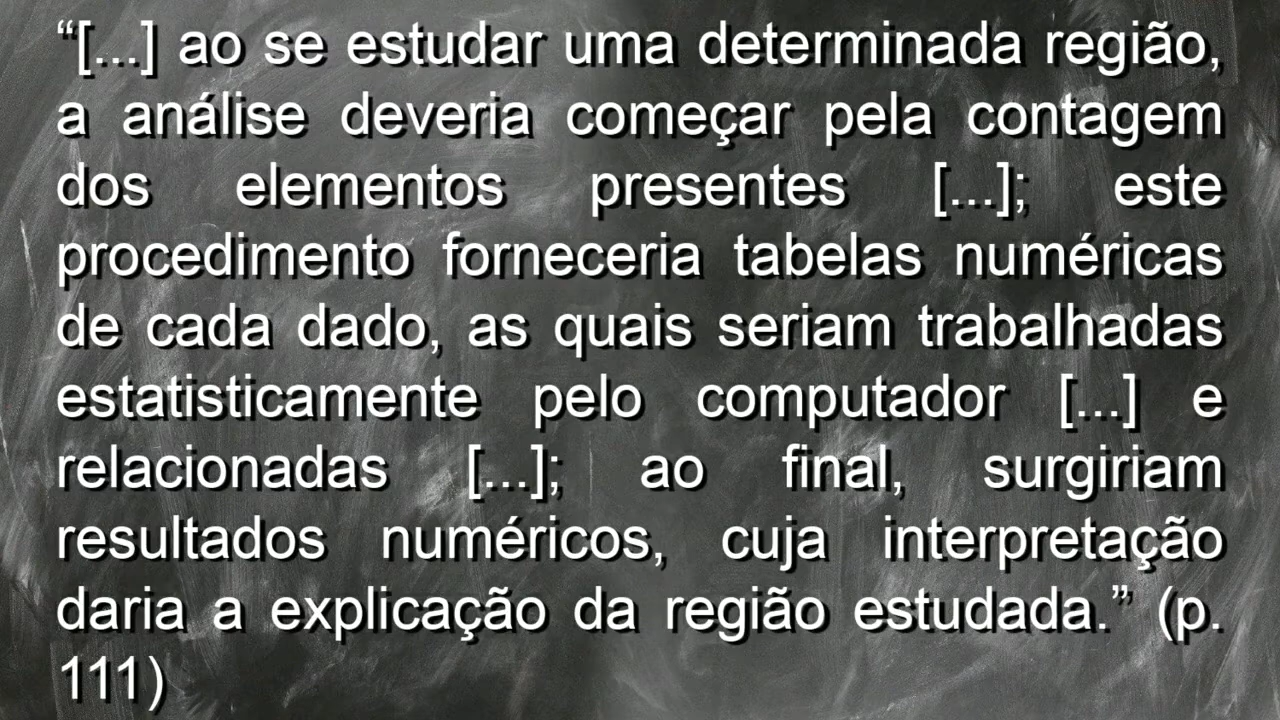 “[...] ao se estudar uma determinada região,
a análise deveria começar pela contagem
dos elementos presentes [...]; este
procedimento forneceria tabelas numéricas
de cada dado, as quais seriam trabalhadas
estatisticamente pelo computador [...] e
relacionadas [...]; ao final, surgiriam
resultados numéricos, cuja interpretação
daria a explicação da região estudada.” (p.
111)